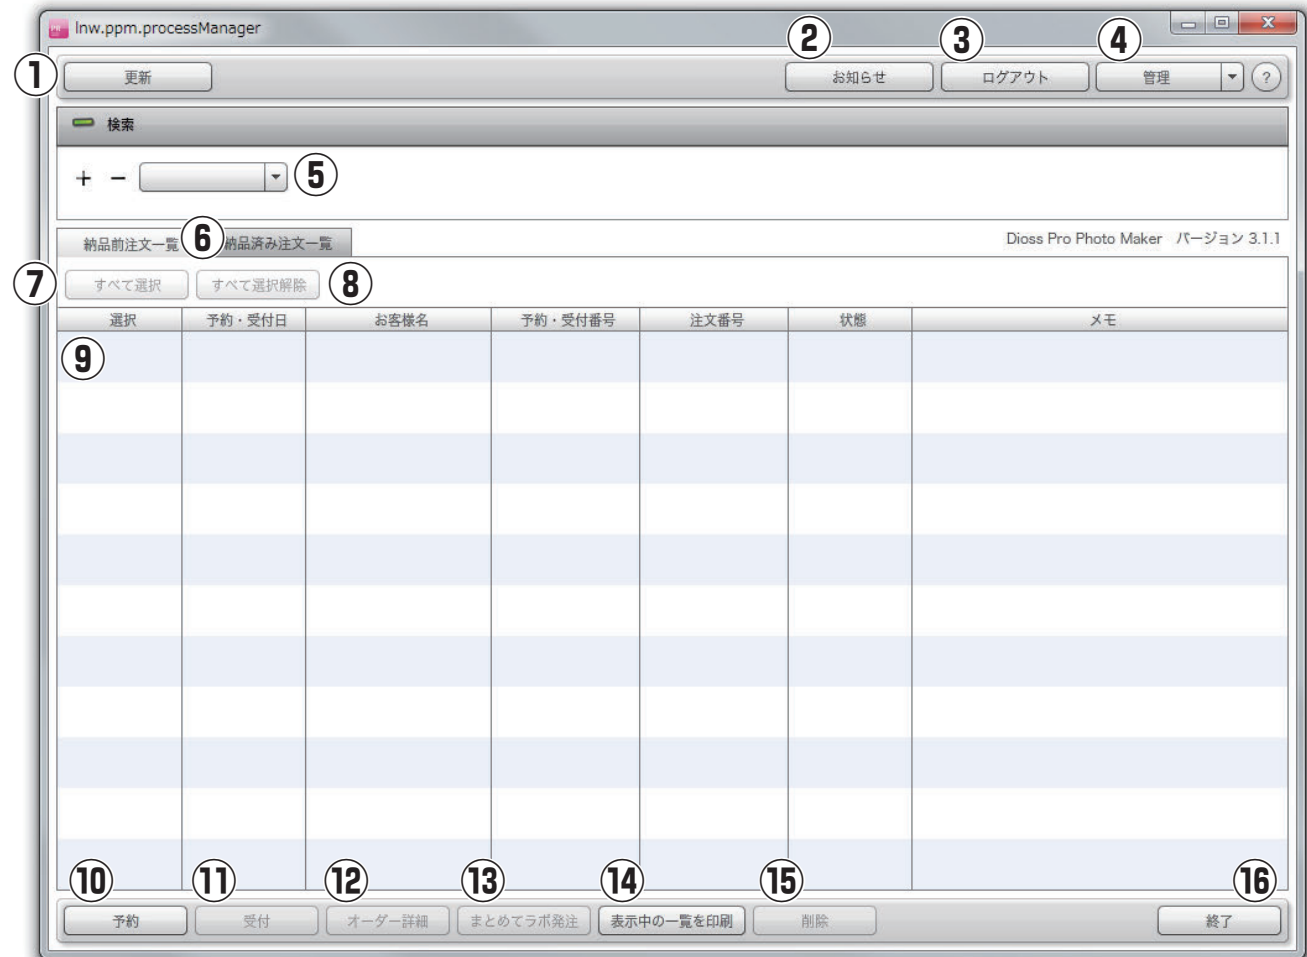 lnw.ppm.processManager
② ③ ④
① 更新 お知らせ ログアウト 管理 ?
検索
+ − ⑤
納品前注文一覧 ⑥ 納品済み注文一覧 Dioss Pro Photo Maker バージョン 3.1.1
⑦ すべて選択 すべて選択解除 ⑧
選択 予約・受付日 お客様名 予約・受付番号 注文番号 状態 メモ
⑨
⑩ ⑪ ⑫ ⑬ ⑭ ⑮ ⑯
予約 受付 オーダー詳細 まとめてラボ発注 表示中の一覧を印刷 削除 終了